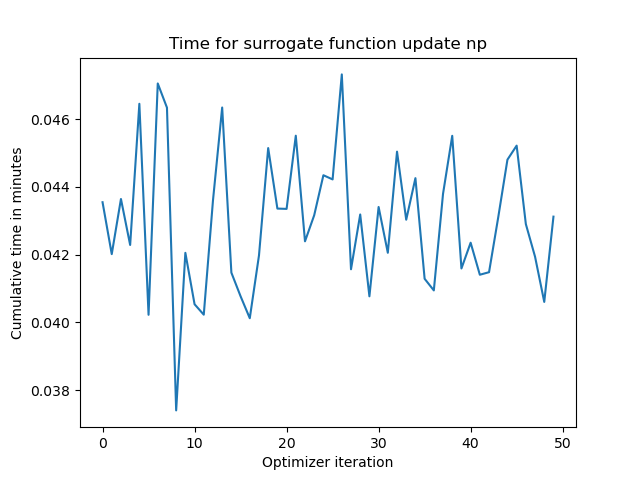 Time for surrogate function update np
Cumulative time in minutes
0.046
0.044
0.042
0.040
0.038
0 10 20 30 40 50
Optimizer iteration